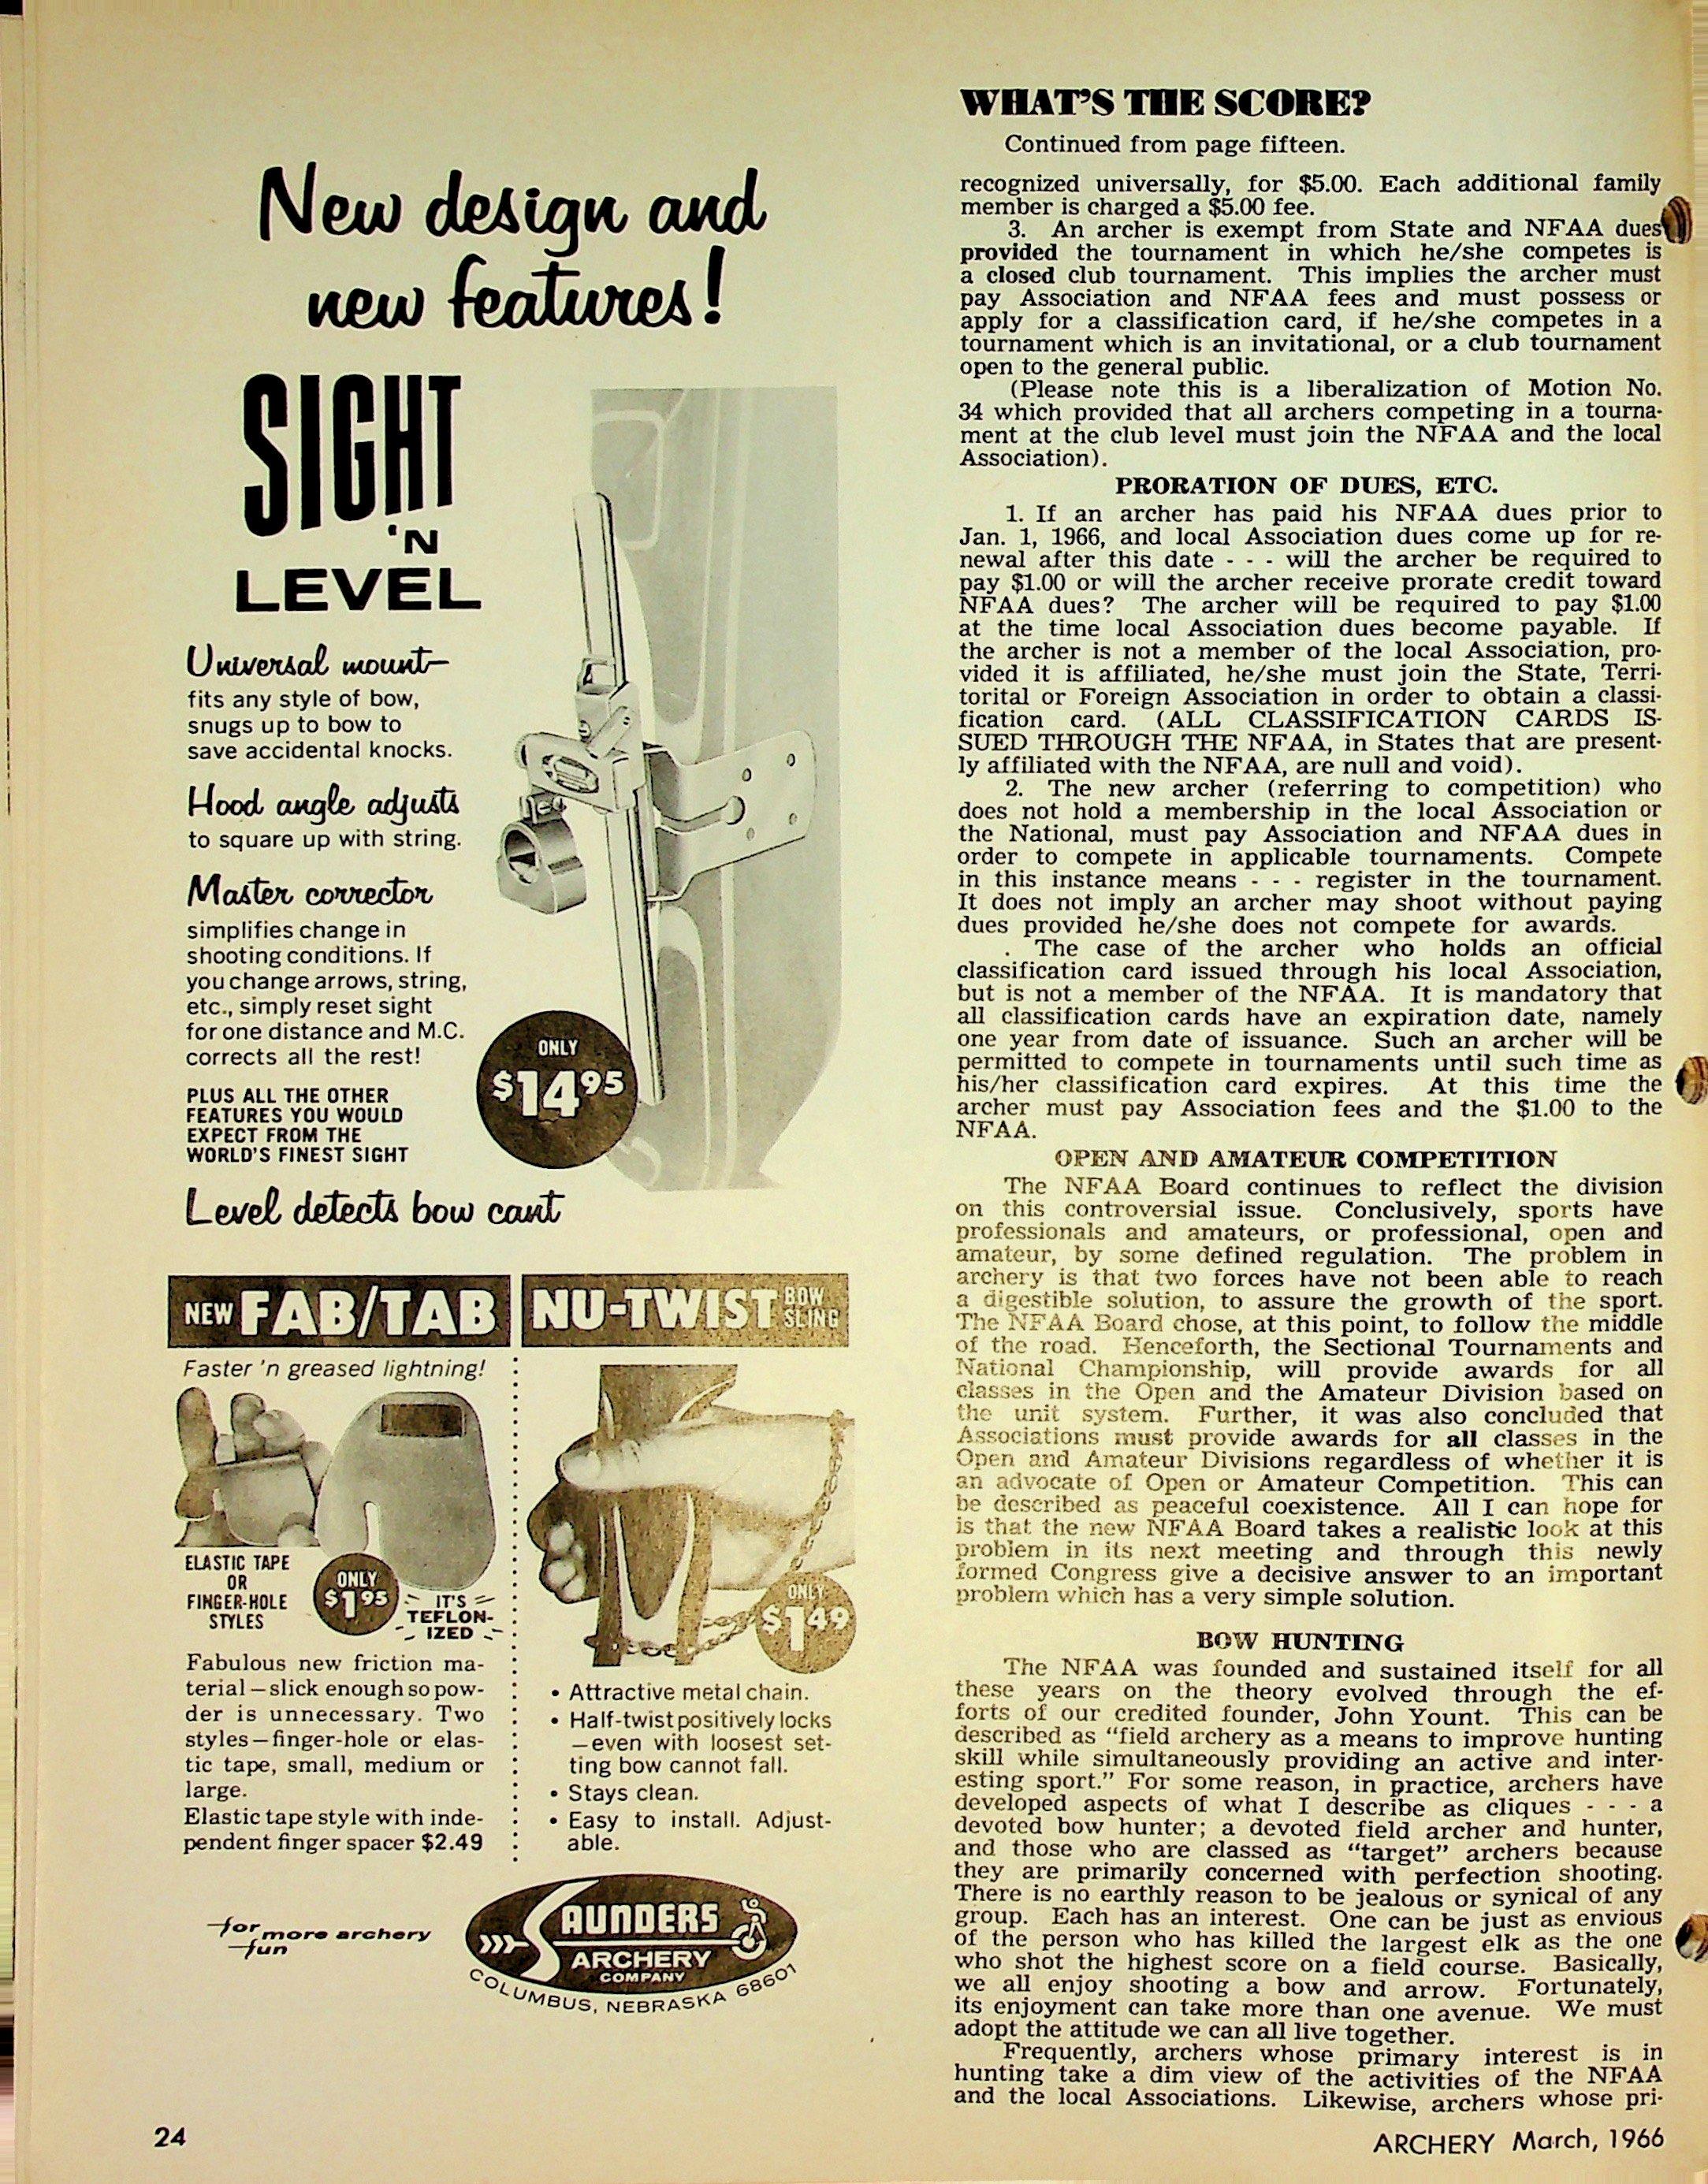 New design and
new features!
SIGHT
'N
LEVEL
Universal mount—
fits any style of bow,
snugs up to bow to
save accidental knocks.
Hood angle adjusts
to square up with string.
Master corrector
simplifies change in
shooting conditions. If
you change arrows, string,
etc., simply reset sight
for one distance and M.C.
corrects all the rest!
PLUS ALL THE OTHER
FEATURES YOU WOULD
EXPECT FROM THE
WORLD'S FINEST SIGHT
ONLY
$14.95
Level detects bow cant
NEW FAB/TAB
Faster 'n greased lightning!
ELASTIC TAPE
OR
FINGER-HOLE
STYLES
ONLY
$1.95
IT'S
TEFLON-
IZED
Fabulous new friction ma-
terial—slick enough so pow-
der is unnecessary. Two
styles—finger-hole or elas-
tic tape, small, medium or
large.
Elastic tape style with inde-
pendent finger spacer $2.49
NU-TWIST BOW
SLING
ONLY
$1.49
• Attractive metal chain.
• Half-twist positively locks
—even with loosest set-
ting bow cannot fall.
• Stays clean.
• Easy to install. Adjust-
able.
for more archery
fun
SAUNDERS
ARCHERY
COMPANY
COLUMBUS, NEBRASKA 68601
WHAT'S THE SCORE?
Continued from page fifteen.
recognized universally, for $5.00. Each additional family
member is charged a $5.00 fee.
3. An archer is exempt from State and NFAA dues
provided the tournament in which he/she competes is
a closed club tournament. This implies the archer must
pay Association and NFAA fees and must possess or
apply for a classification card, if he/she competes in a
tournament which is an invitational, or a club tournament
open to the general public.
(Please note this is a liberalization of Motion No.
34 which provided that all archers competing in a tourna-
ment at the club level must join the NFAA and the local
Association).
PRORATION OF DUES, ETC.
1. If an archer has paid his NFAA dues prior to
Jan. 1, 1966, and local Association dues come up for re-
newal after this date - - - will the archer be required to
pay $1.00 or will the archer receive prorate credit toward
NFAA dues? The archer will be required to pay $1.00
at the time local Association dues become payable. If
the archer is not a member of the local Association, pro-
vided it is affiliated, he/she must join the State, Terri-
torital or Foreign Association in order to obtain a classi-
fication card. (ALL CLASSIFICATION CARDS IS-
SUED THROUGH THE NFAA, in States that are present-
ly affiliated with the NFAA, are null and void).
2. The new archer (referring to competition) who
does not hold a membership in the local Association or
the National, must pay Association and NFAA dues in
order to compete in applicable tournaments. Compete
in this instance means - - - register in the tournament.
It does not imply an archer may shoot without paying
dues provided he/she does not compete for awards.
. The case of the archer who holds an official
classification card issued through his local Association,
but is not a member of the NFAA. It is mandatory that
all classification cards have an expiration date, namely
one year from date of issuance. Such an archer will be
permitted to compete in tournaments until such time as
his/her classification card expires. At this time the
archer must pay Association fees and the $1.00 to the
NFAA.
OPEN AND AMATEUR COMPETITION
The NFAA Board continues to reflect the division
on this controversial issue. Conclusively, sports have
professionals and amateurs, or professional, open and
amateur, by some defined regulation. The problem in
archery is that two forces have not been able to reach
a digestible solution, to assure the growth of the sport.
The NFAA Board chose, at this point, to follow the middle
of the road. Henceforth, the Sectional Tournaments and
National Championship, will provide awards for all
classes in the Open and the Amateur Division based on
the unit system. Further, it was also concluded that
Associations must provide awards for all classes in the
Open and Amateur Divisions regardless of whether it is
an advocate of Open or Amateur Competition. This can
be described as peaceful coexistence. All I can hope for
is that the new NFAA Board takes a realistic look at this
problem in its next meeting and through this newly
formed Congress give a decisive answer to an important
problem which has a very simple solution.
BOW HUNTING
The NFAA was founded and sustained itself for all
these years on the theory evolved through the ef-
forts of our credited founder, John Yount. This can be
described as "field archery as a means to improve hunting
skill while simultaneously providing an active and inter-
esting sport." For some reason, in practice, archers have
developed aspects of what I describe as cliques - - - a
devoted bow hunter; a devoted field archer and hunter,
and those who are classed as "target" archers because
they are primarily concerned with perfection shooting.
There is no earthly reason to be jealous or synical of any
group. Each has an interest. One can be just as envious
of the person who has killed the largest elk as the one
who shot the highest score on a field course. Basically,
we all enjoy shooting a bow and arrow. Fortunately,
its enjoyment can take more than one avenue. We must
adopt the attitude we can all live together.
Frequently, archers whose primary interest is in
hunting take a dim view of the activities of the NFAA
and the local Associations. Likewise, archers whose pri-
24
ARCHERY March, 1966